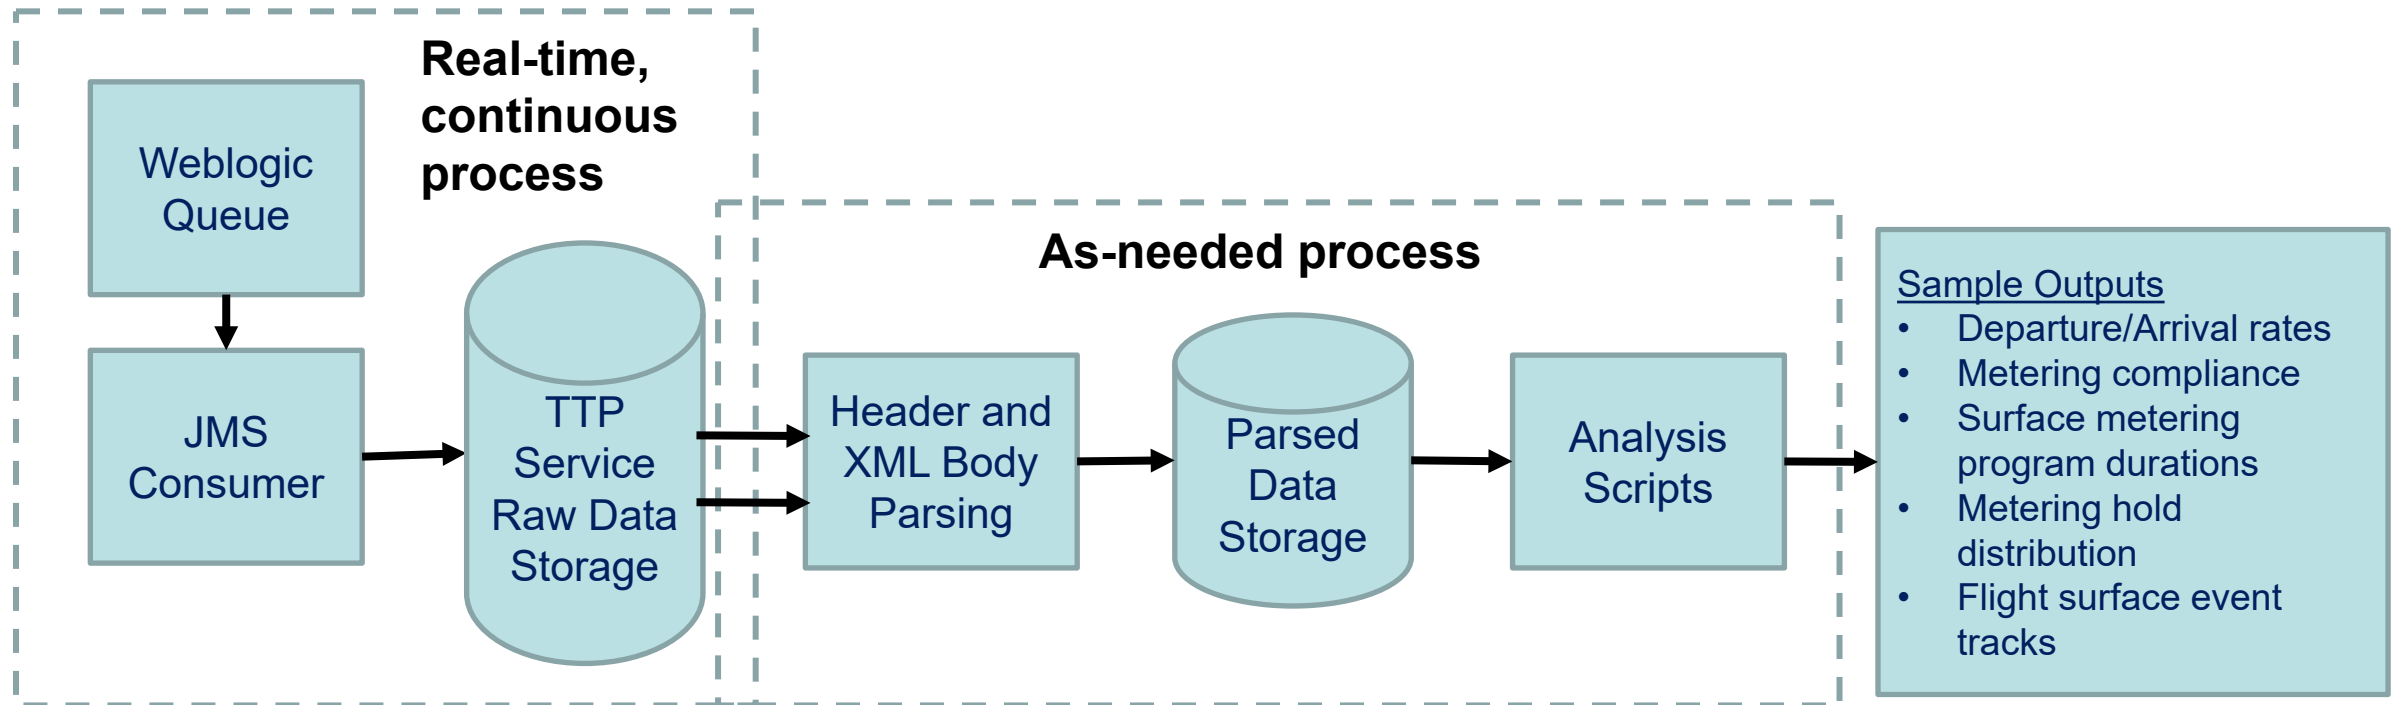 Real-time,
continuous
process
Weblogic
Queue
JMS
Consumer
TTP
Service
Raw Data
Storage
As-needed process
Header and
XML Body
Parsing
Parsed
Data
Storage
Analysis
Scripts
Sample Outputs
• Departure/Arrival rates
• Metering compliance
• Surface metering
program durations
• Metering hold
distribution
• Flight surface event
tracks